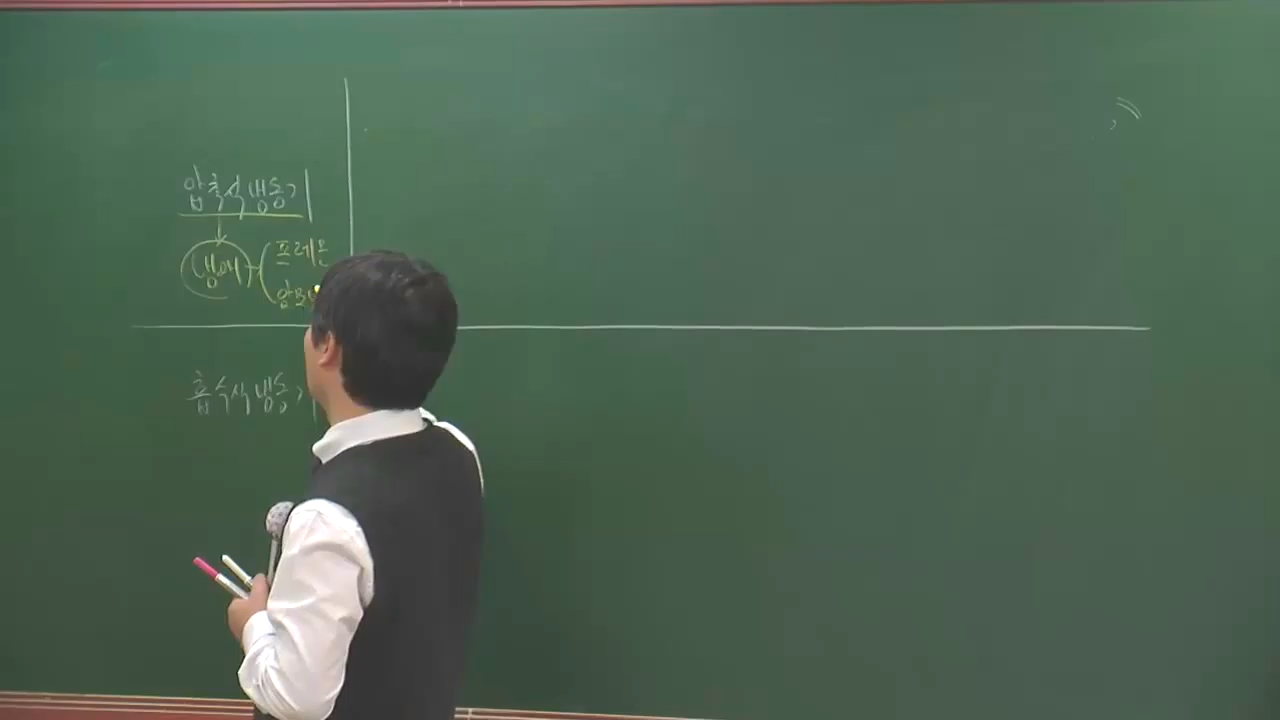 압축식냉동기
냉매 프레온
암모
흡수식냉동기